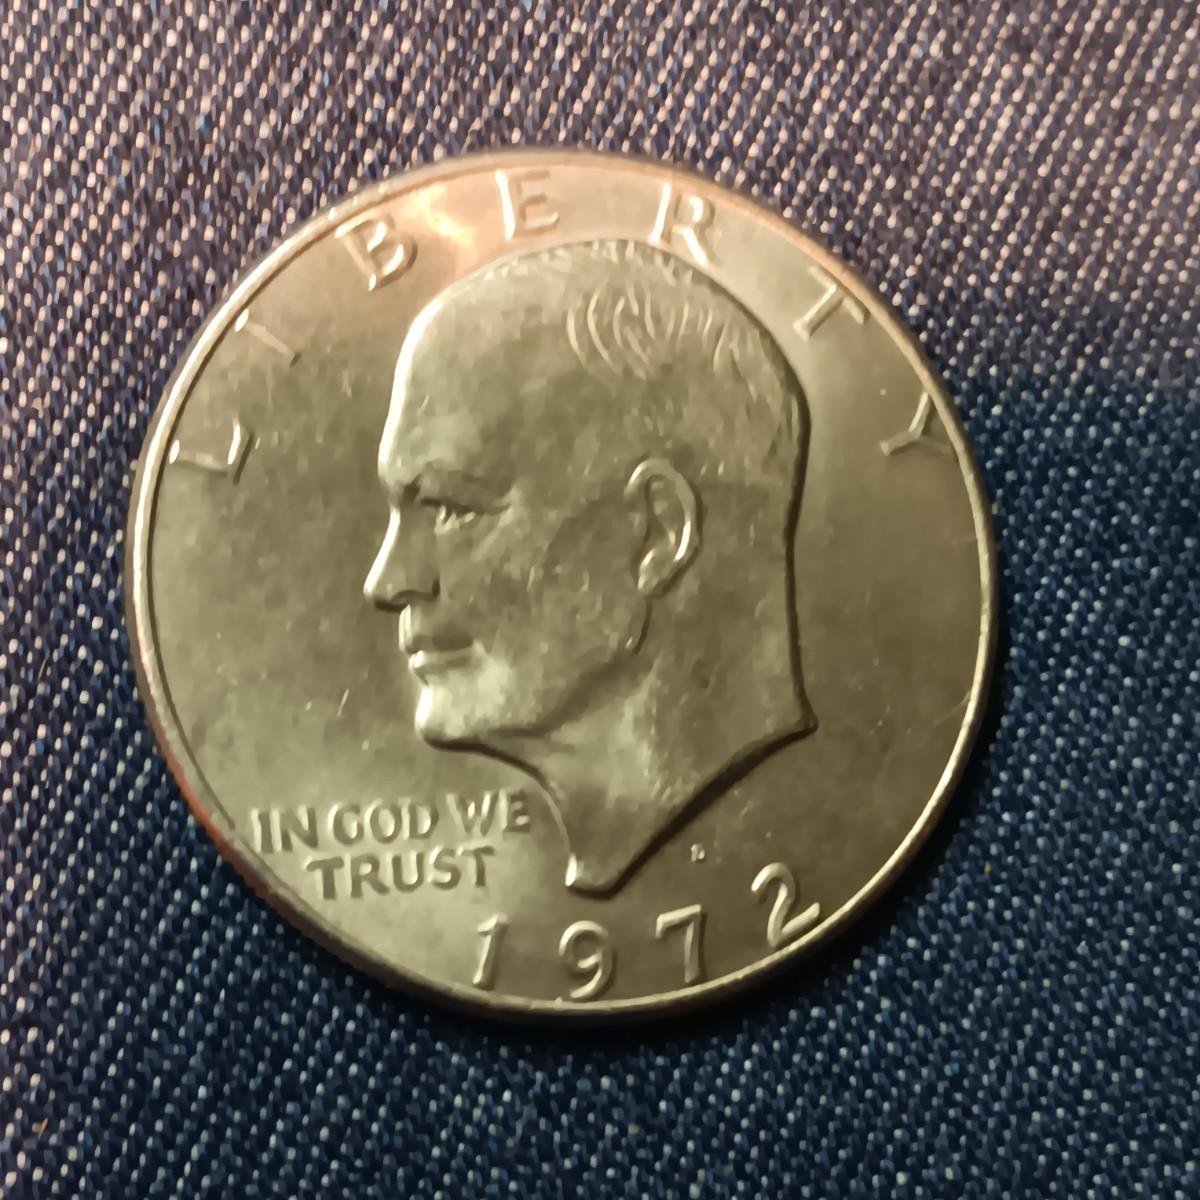 LIBERTY
IN GOD WE
TRUST
1972